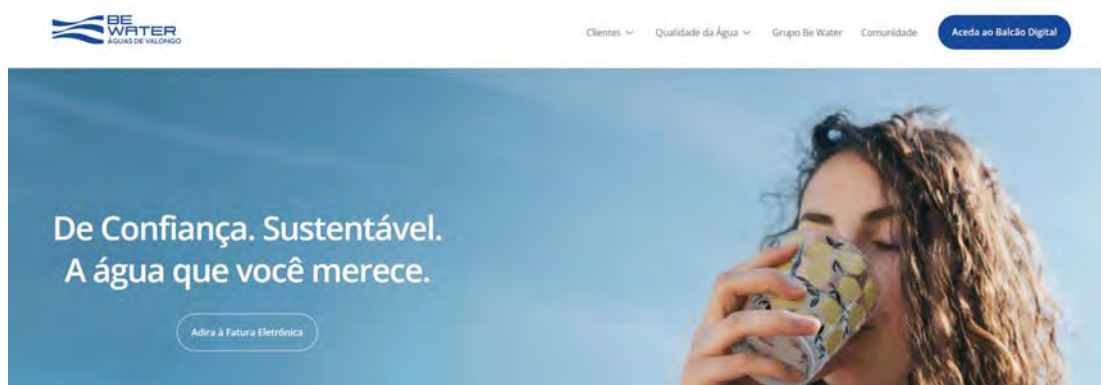 BE
WATER
ÁGUAS DE VALONGO
Clientes
Qualidade da Água
Grupo Be Water
Comunidade
Aceda ao Balcão Digital
De Confiança. Sustentável.
A água que você merece.
Adira à Fatura Eletrónica